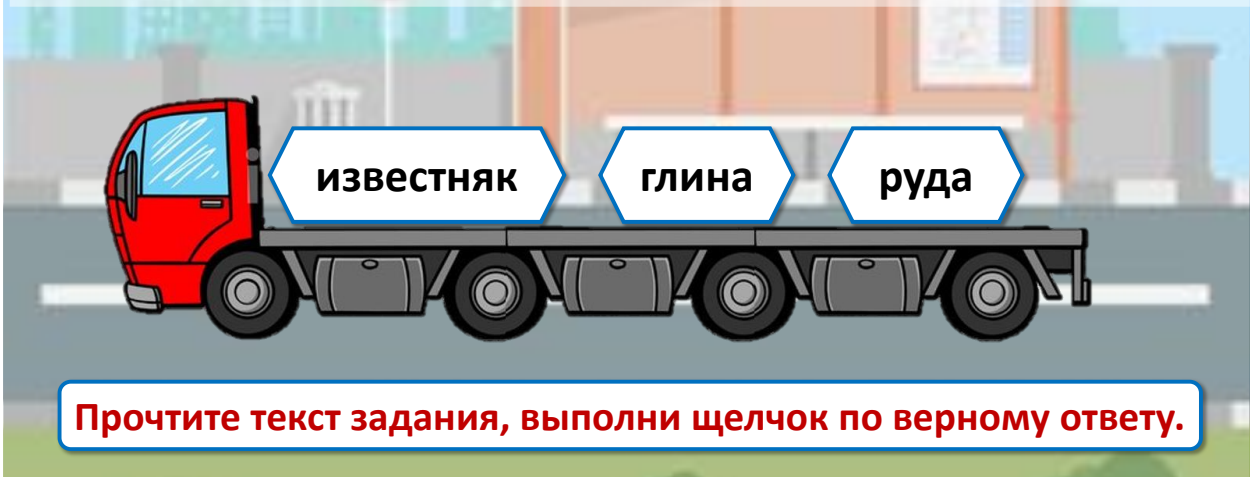 известняк глина руда
Прочтите текст задания, выполни щелчок по верному ответу.